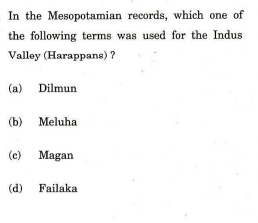 In the Mesopotamian records, which one of
the following terms was used for the Indus
Valley (Harappans) ?
(a) Dilmun
(b) Meluha
(c) Magan
(d) Failaka